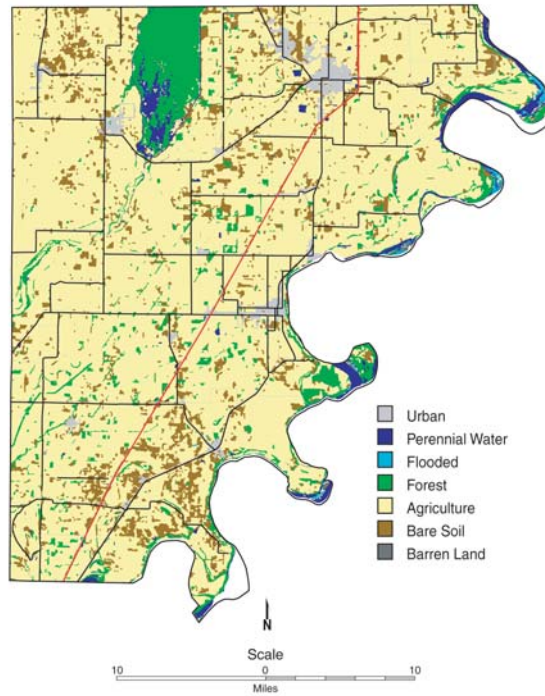 Urban
Perennial Water
Flooded
Forest
Agriculture
Bare Soil
Barren Land
N
Scale
10 0 10
Miles